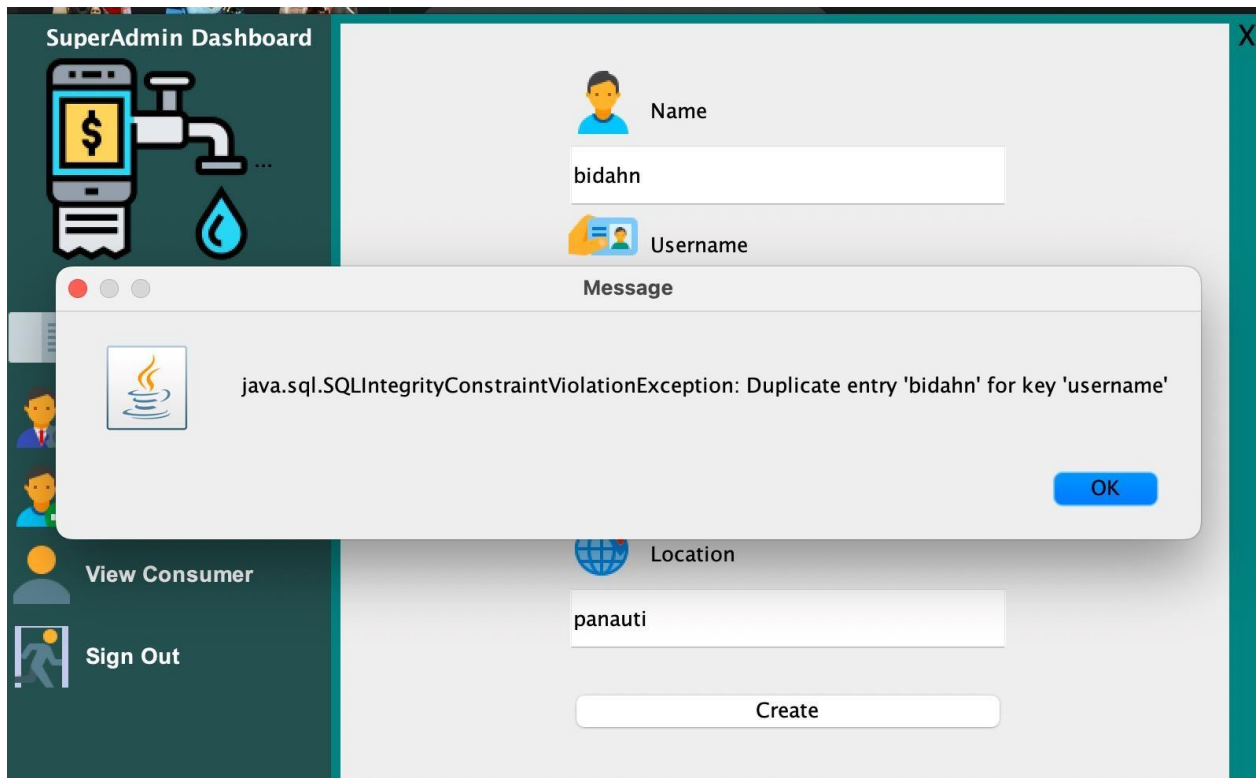 SuperAdmin Dashboard
X
$
...
Name
bidahn
Username
Message
java.sql.SQLIntegrityConstraintViolationException: Duplicate entry 'bidahn' for key 'username'
OK
Location
View Consumer
panauti
Sign Out
Create